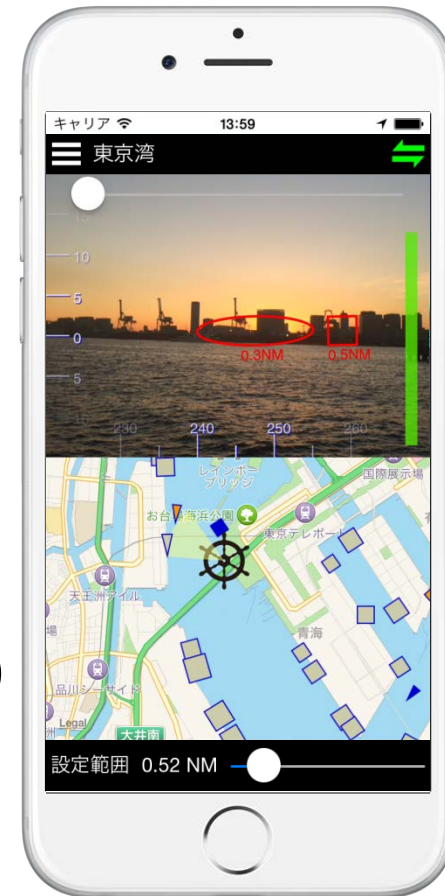 キャリア 13:59
東京湾
10
5
0
5
0.3NM 0.5NM
230 240 250 260
レインボー
ブリッジ
国際展示場
お台場海浜公園
東京テレポート
天王洲アイル
場
青海
品川シーサイド
Legal
大井南
設定範囲 0.52 NM
)